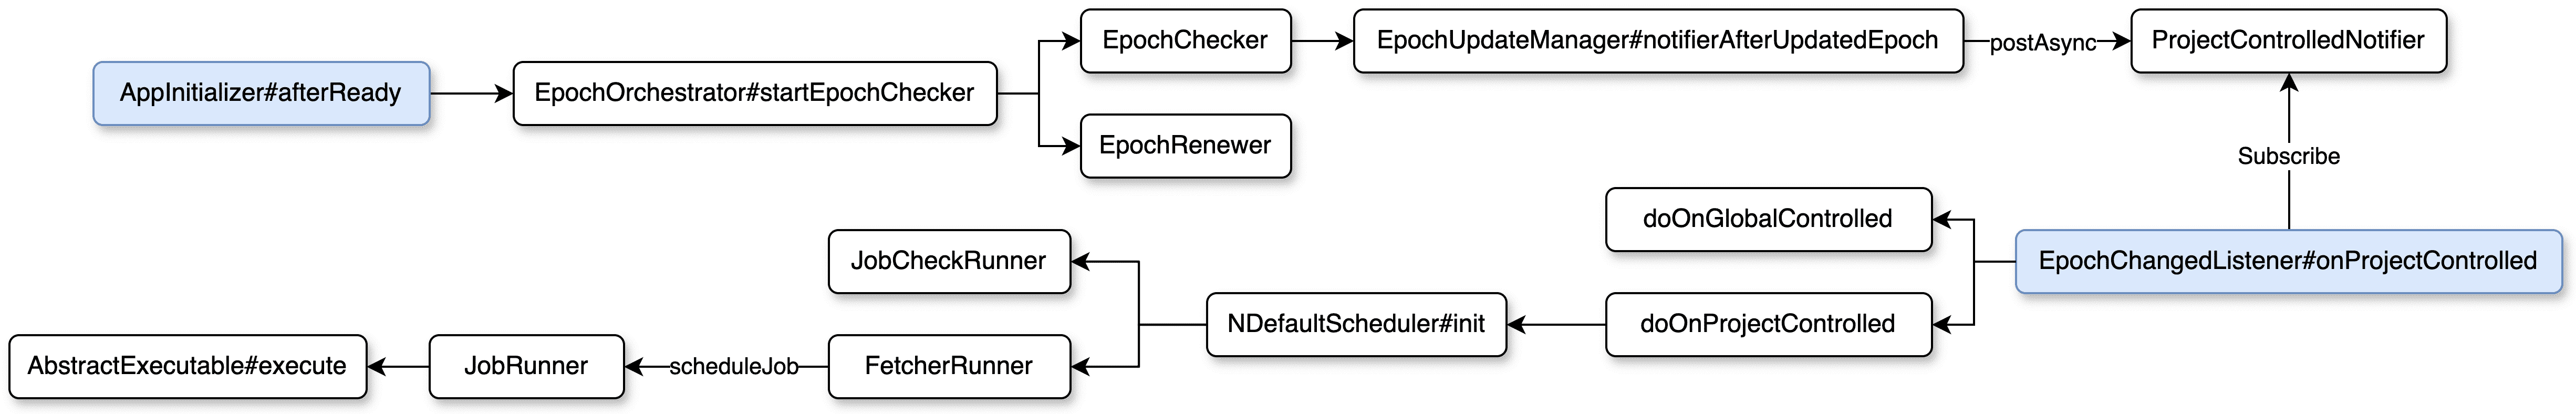 AppInitializer#afterReady
EpochOrchestrator#startEpochChecker
EpochChecker
EpochUpdateManager#notifierAfterUpdatedEpoch
postAsync
ProjectControlledNotifier
EpochRenewer
Subscribe
EpochChangedListener#onProjectControlled
doOnGlobalControlled
doOnProjectControlled
NDefaultScheduler#init
JobCheckRunner
FetcherRunner
scheduleJob
JobRunner
AbstractExecutable#execute